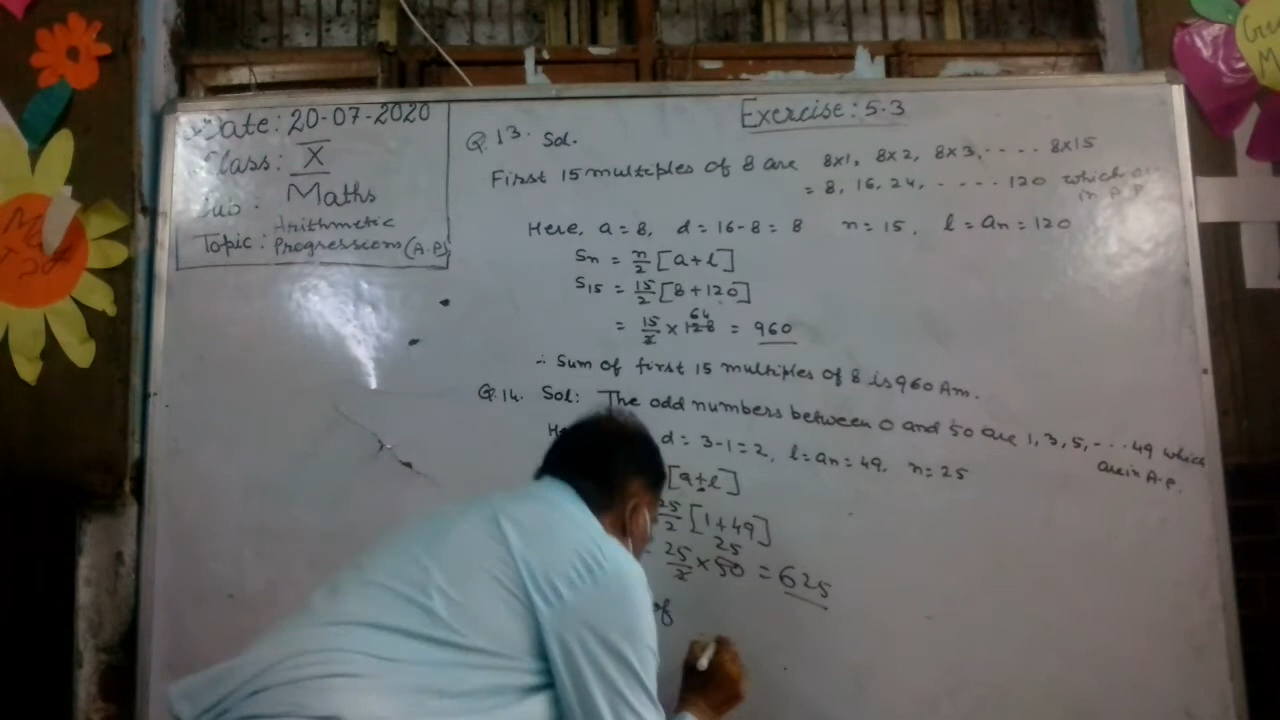 Date: 20-07-2020
Class: X
Sub: Maths
Topic: Arithmetic
Progressions (A.P)
Exercise: 5.3
Q.13. Sol.
First 15 multiples of 8 are 8×1, 8×2, 8×3, .... 8×15
= 8, 16, 24, ..... 120 which
in A.P
Here, a = 8, d = 16-8 = 8 n = 15, l = an = 120
Sn = n/2 [a+l]
S15 = 15/2 [8+120]
= 15/2 × 128 64 = 960
∴ Sum of first 15 multiples of 8 is 960 Am.
Q.14. Sol: The odd numbers between 0 and 50 are 1, 3, 5, .... 49 which
are in A.P.
d = 3-1 = 2, l = an = 49, n = 25
[a+l]
25/2 [1+49]
25/2 × 50 25 = 625
of